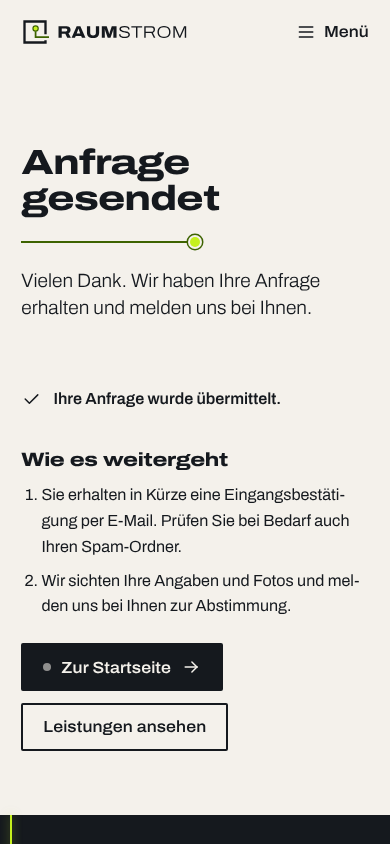 RAUMSTROM
Menü
Anfrage
gesendet
Vielen Dank. Wir haben Ihre Anfrage
erhalten und melden uns bei Ihnen.
Ihre Anfrage wurde übermittelt.
Wie es weitergeht
1. Sie erhalten in Kürze eine Eingangsbestäti-
gung per E-Mail. Prüfen Sie bei Bedarf auch
Ihren Spam-Ordner.
2. Wir sichten Ihre Angaben und Fotos und mel-
den uns bei Ihnen zur Abstimmung.
Zur Startseite
Leistungen ansehen